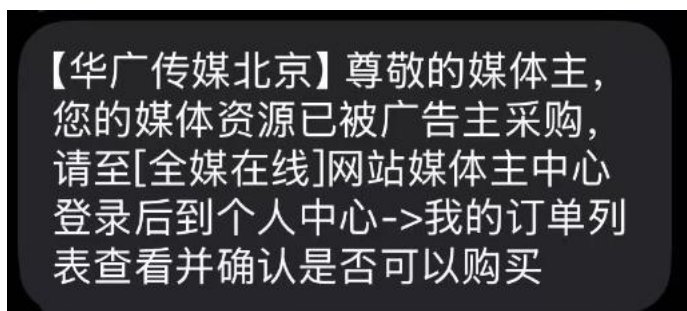 【华广传媒北京】尊敬的媒体主，
您的媒体资源已被广告主采购，
请至[全媒在线]网站媒体主中心
登录后到个人中心->我的订单列
表查看并确认是否可以购买